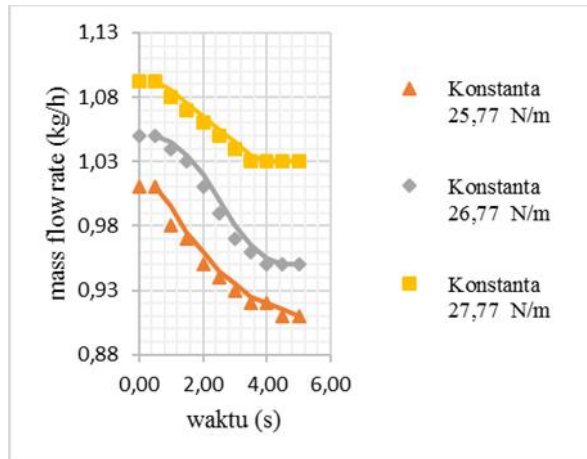 1,13
1,08
1,03
0,98
0,93
0,88
mass flow rate (kg/h)
0,00 2,00 4,00 6,00
waktu (s)
Konstanta
25,77 N/m
Konstanta
26,77 N/m
Konstanta
27,77 N/m